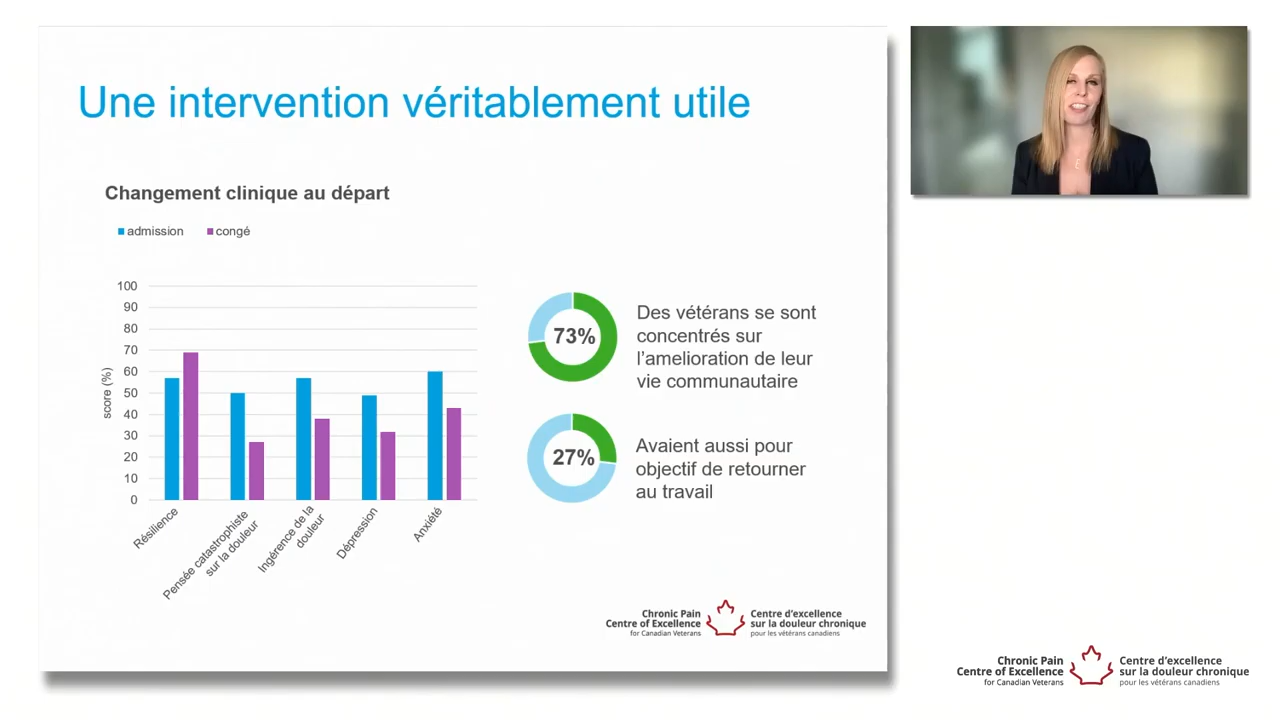 Une intervention véritablement utile
Changement clinique au départ
admission
congé
score (%)
100
90
80
70
60
50
40
30
20
10
0
Résilience
Pensée catastrophiste
sur la douleur
Ingérence de la
douleur
Dépression
Anxiété
73%
Des vétérans se sont
concentrés sur
l'amelioration de leur
vie communautaire
27%
Avaient aussi pour
objectif de retourner
au travail
Chronic Pain
Centre of Excellence
for Canadian Veterans
Centre d'excellence
sur la douleur chronique
pour les vétérans canadiens
Chronic Pain
Centre of Excellence
for Canadian Veterans
Centre d'excellence
sur la douleur chronique
pour les vétérans canadiens